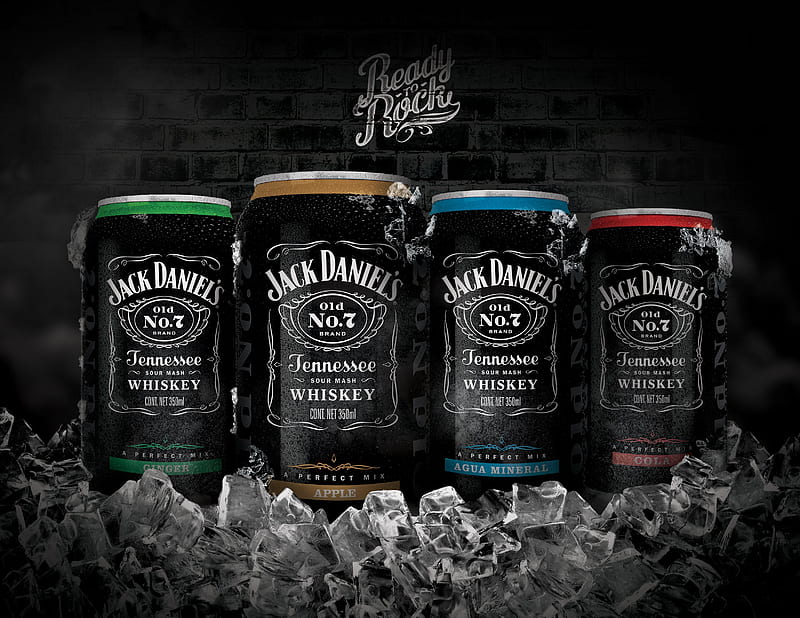 Ready
TO
Rock
JACK DANIEL'S
Old
No.7
BRAND
Tennessee
SOUR MASH
WHISKEY
CONT. NET 350ml
A PERFECT MIX
GINGER
JACK DANIEL'S
Old
No.7
BRAND
Tennessee
SOUR MASH
WHISKEY
CONT. NET 350ml
A PERFECT MIX
APPLE
JACK DANIEL'S
Old
No.7
BRAND
Tennessee
SOUR MASH
WHISKEY
CONT. NET 350ml
A PERFECT MIX
AGUA MINERAL
JACK DANIEL'S
Old
No.7
BRAND
Tennessee
SOUR MASH
WHISKEY
CONT. NET 350ml
A PERFECT MIX
COLA